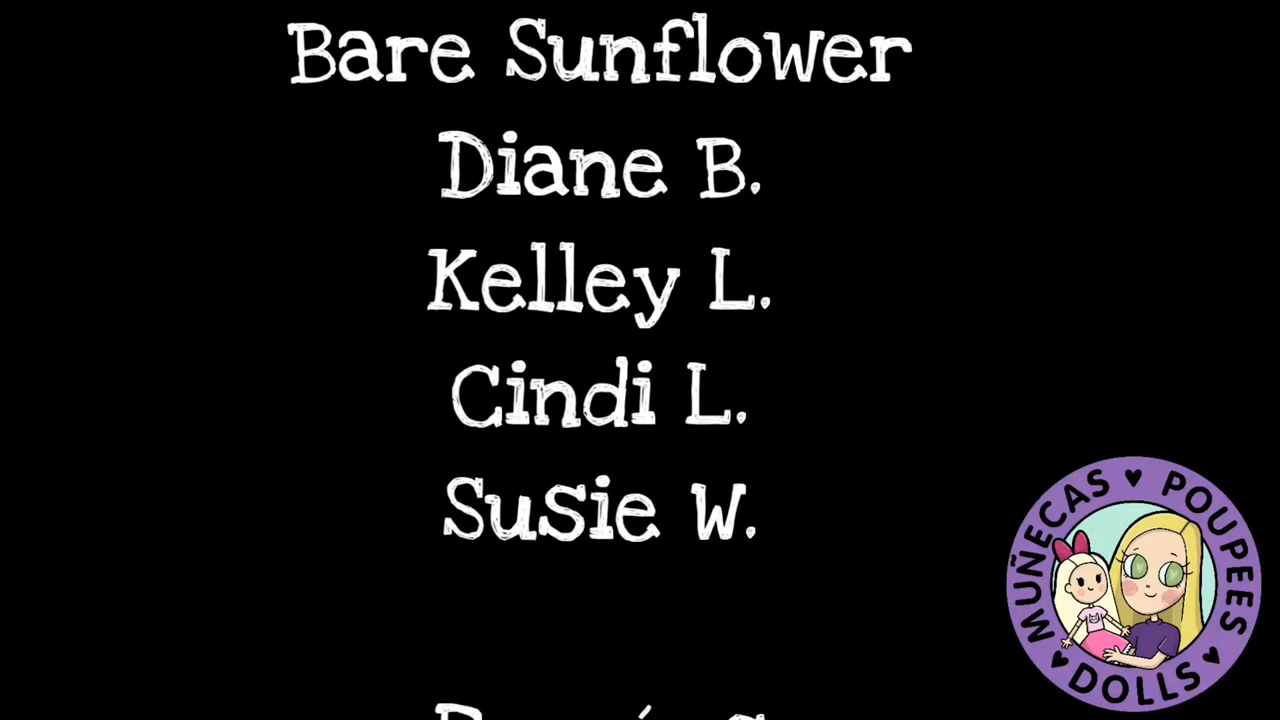 Bare Sunflower
Diane B.
Kelley L.
Cindi L.
Susie W.
MUÑECAS ♥ POUPEES ♥ DOLLS ♥